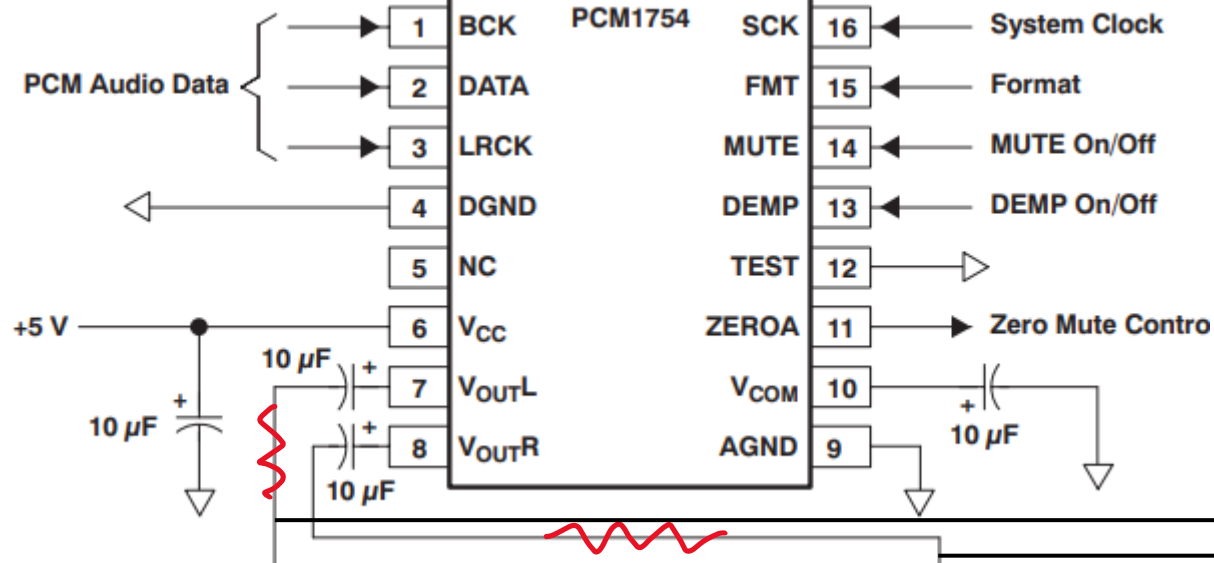 PCM1754
PCM Audio Data
1 BCK
2 DATA
3 LRCK
4 DGND
5 NC
+5 V
6 VCC
10 µF
7 VOUTL
10 µF
8 VOUTR
10 µF
SCK 16 System Clock
FMT 15 Format
MUTE 14 MUTE On/Off
DEMP 13 DEMP On/Off
TEST 12
ZEROA 11 Zero Mute Contro
VCOM 10
10 µF
AGND 9
+
+
+
+